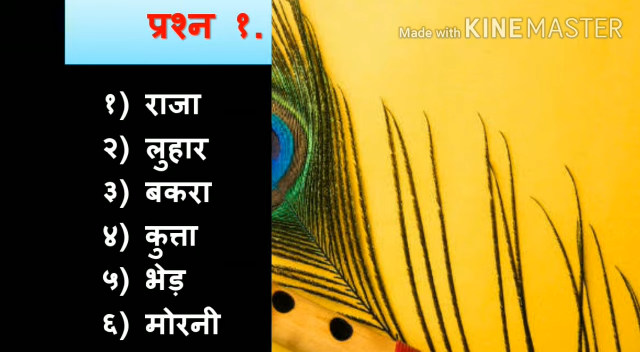 प्रश्न १.
Made with KINEMASTER
१) राजा
२) लुहार
३) बकरा
४) कुत्ता
५) भेड़
६) मोरनी